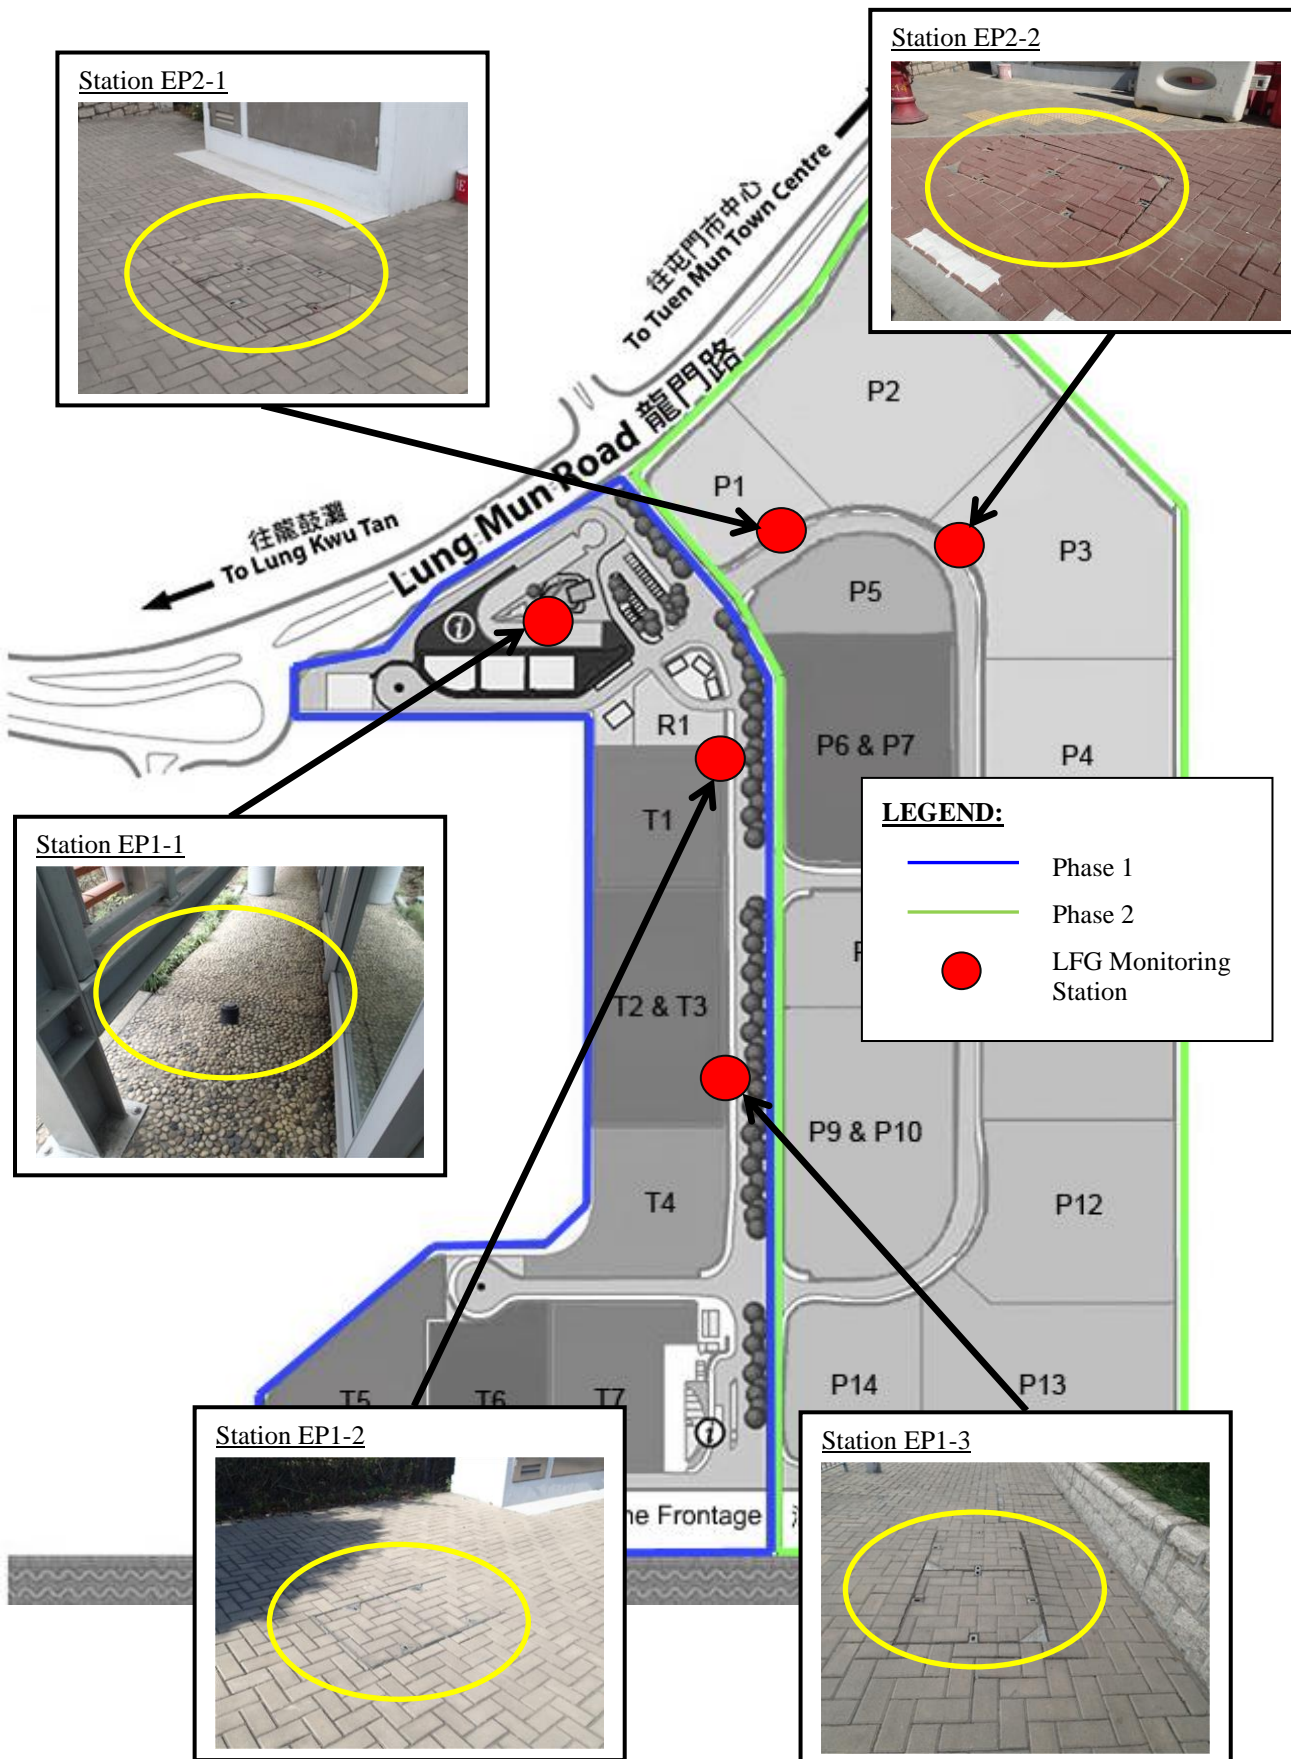 Station EP2-1
Station EP2-2
往屯門市中心
To Tuen Mun Town Centre
Lung Mun Road 龍門路
往龍鼓灘
To Lung Kwu Tan
P2
P1
P3
P5
R1
P6 & P7
P4
T1
LEGEND:
Phase 1
Phase 2
LFG Monitoring
Station
Station EP1-1
T2 & T3
P9 & P10
T4
P12
T5
T6
T7
P14
P13
Station EP1-2
Station EP1-3
Frontage